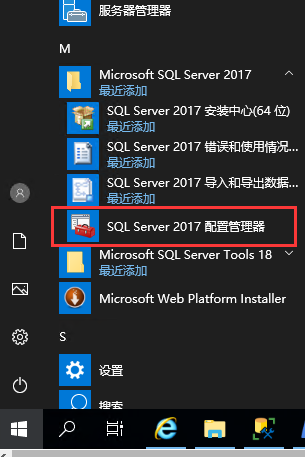 服务器管理器
M
Microsoft SQL Server 2017
最近添加
SQL Server 2017 安装中心(64 位)
最近添加
SQL Server 2017 错误和使用情况...
最近添加
SQL Server 2017 导入和导出数据...
最近添加
SQL Server 2017 配置管理器
Microsoft SQL Server Tools 18
最近添加
Microsoft Web Platform Installer
S
设置
搜索